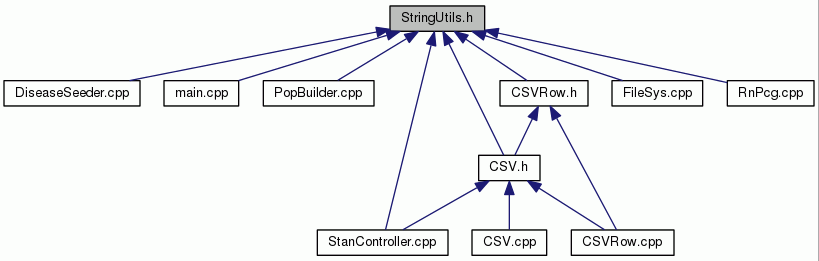 StringUtils.h
DiseaseSeeder.cpp
main.cpp
PopBuilder.cpp
CSVRow.h
FileSys.cpp
RnPcg.cpp
CSV.h
StanController.cpp
CSV.cpp
CSVRow.cpp